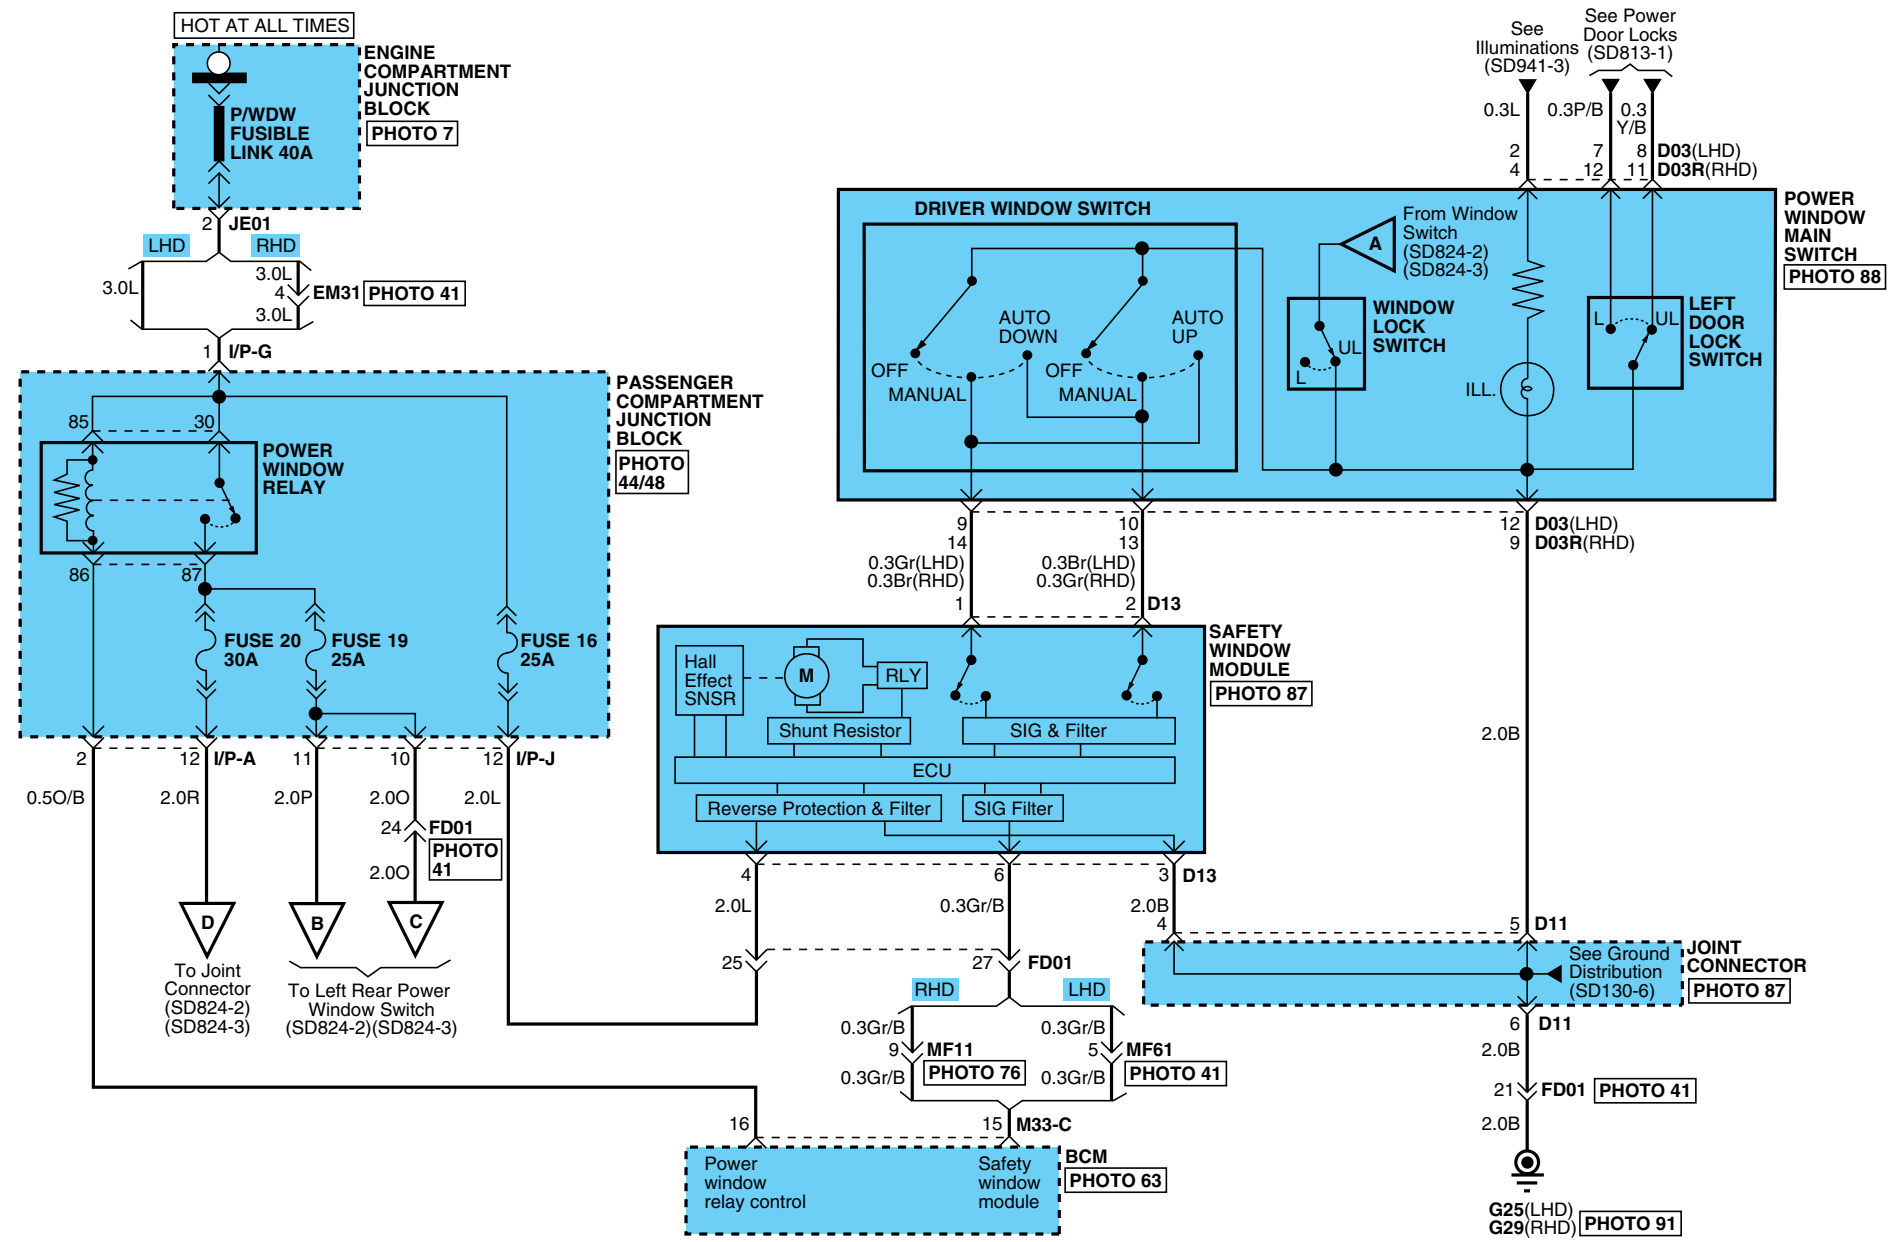 HOT AT ALL TIMES
ENGINE
COMPARTMENT
JUNCTION
BLOCK
PHOTO 7
P/WDW
FUSIBLE
LINK 40A
2 JE01
LHD
RHD
3.0L
3.0L
4 EM31 PHOTO 41
3.0L
1 I/P-G
PASSENGER
COMPARTMENT
JUNCTION
BLOCK
PHOTO
44/48
85
30
POWER
WINDOW
RELAY
86
87
FUSE 20
30A
FUSE 19
25A
FUSE 16
25A
2
12 I/P-A
11
10
12 I/P-J
0.5O/B
2.0R
2.0P
2.0O
2.0L
24 FD01
PHOTO
41
2.0O
D
B
C
To Joint
Connector
(SD824-2)
(SD824-3)
To Left Rear Power
Window Switch
(SD824-2)(SD824-3)
See
Illuminations
(SD941-3)
See Power
Door Locks
(SD813-1)
0.3L
0.3P/B
0.3
Y/B
2
7
8 D03(LHD)
4
12
11 D03R(RHD)
POWER
WINDOW
MAIN
SWITCH
PHOTO 88
DRIVER WINDOW SWITCH
AUTO
DOWN
AUTO
UP
OFF
OFF
MANUAL
MANUAL
A
From Window
Switch
(SD824-2)
(SD824-3)
WINDOW
LOCK
SWITCH
UL
L
ILL.
L
UL
LEFT
DOOR
LOCK
SWITCH
9
10
12 D03(LHD)
14
13
9 D03R(RHD)
0.3Gr(LHD)
0.3Br(RHD)
0.3Br(LHD)
0.3Gr(RHD)
1
2 D13
SAFETY
WINDOW
MODULE
PHOTO 87
Hall
Effect
SNSR
M
RLY
Shunt Resistor
SIG & Filter
ECU
Reverse Protection & Filter
SIG Filter
4
6
3 D13
2.0L
0.3Gr/B
2.0B
2.0B
4
5 D11
25
27 FD01
See Ground
Distribution
(SD130-6)
JOINT
CONNECTOR
PHOTO 87
RHD
LHD
0.3Gr/B
0.3Gr/B
9 MF11
PHOTO 76
5 MF61
PHOTO 41
0.3Gr/B
0.3Gr/B
6 D11
2.0B
21 FD01 PHOTO 41
2.0B
16
15 M33-C
Power
window
relay control
Safety
window
module
BCM
PHOTO 63
G25(LHD)
G29(RHD)
PHOTO 91